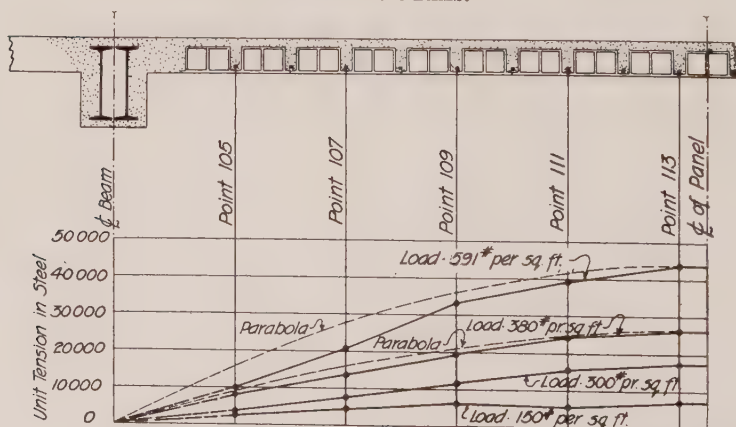 ℄ Beam
Point 105
Point 107
Point 109
Point 111
Point 113
℄ of Panel
Unit Tension in Steel
50000
40000
30000
20000
10000
0
Load·591# per sq. ft.
Parabola
Parabola
Load·380# pr. sq. ft
Load·300# pr. sq. ft
Load·150# per sq. ft.